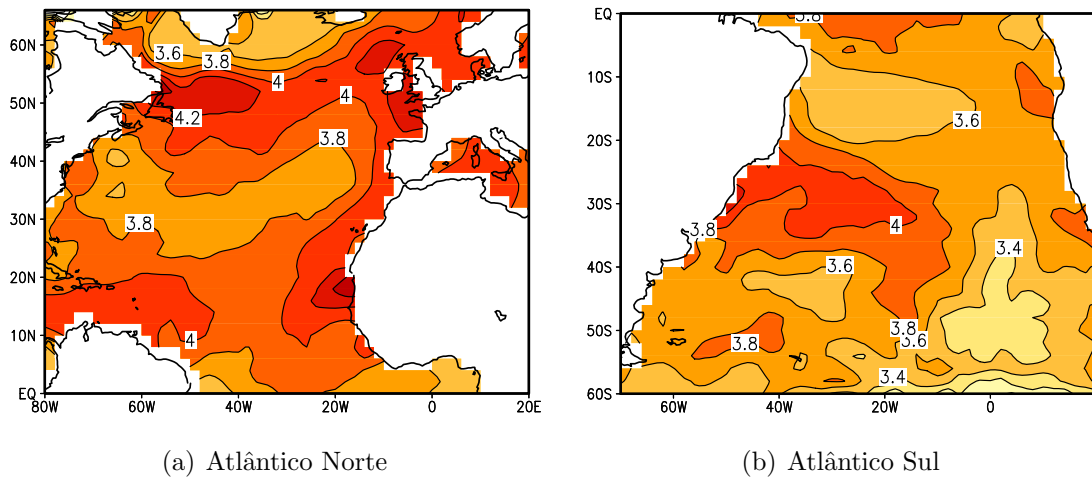 60N
50N
40N
30N
20N
10N
EQ
80W 60W 40W 20W 0 20E
3.6
3.8
4
4
4.2
3.8
3.8
4
(a) Atlântico Norte
EQ
10S
20S
30S
40S
50S
60S
60W 40W 20W 0
3.8
3.6
3.8
4
3.4
3.6
3.8
3.6
3.8
3.4
(b) Atlântico Sul